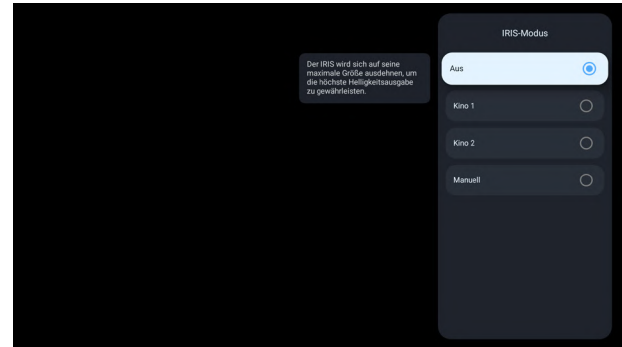 IRIS-Modus
Der IRIS wird sich auf seine
maximale Größe ausdehnen, um
die höchste Helligkeitsausgabe
zu gewährleisten.
Aus
Kino 1
Kino 2
Manuell